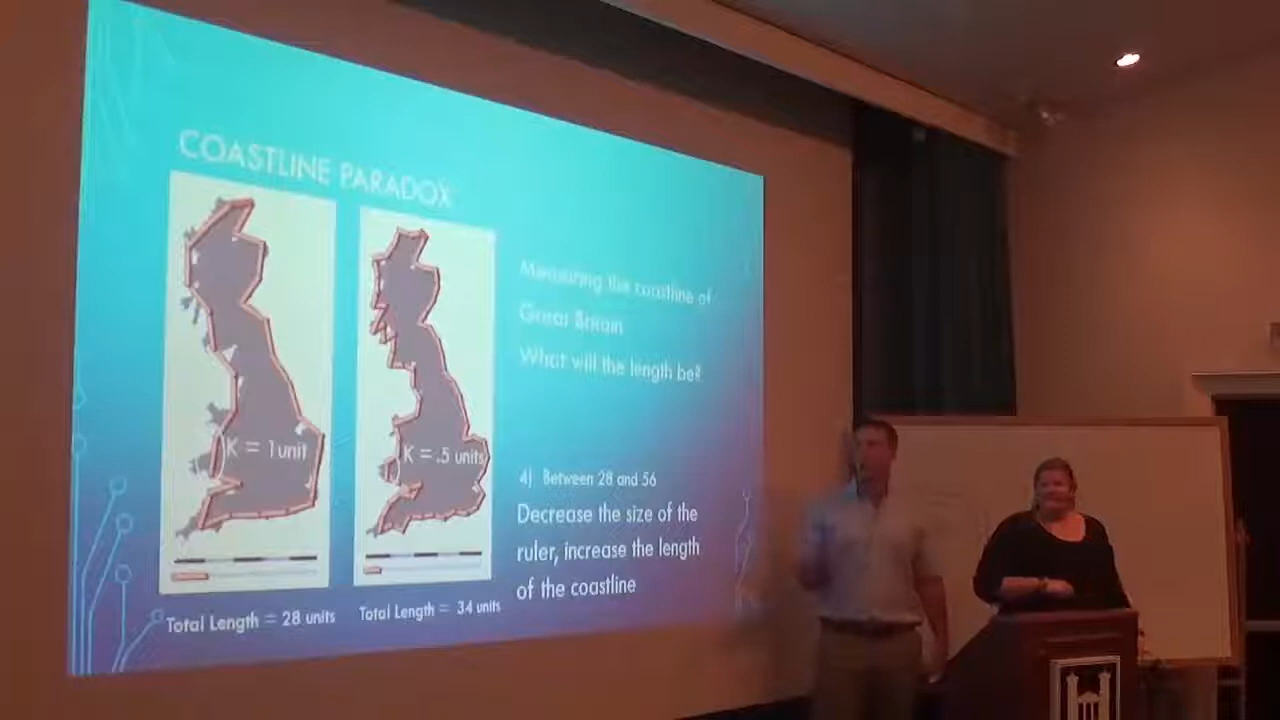 COASTLINE PARADOX
K = 1unit
K = .5 units
Total Length = 28 units
Total Length = 34 units
Measuring the coastline of
Great Britain
What will the length be?
4) Between 28 and 56
Decrease the size of the
ruler, increase the length
of the coastline